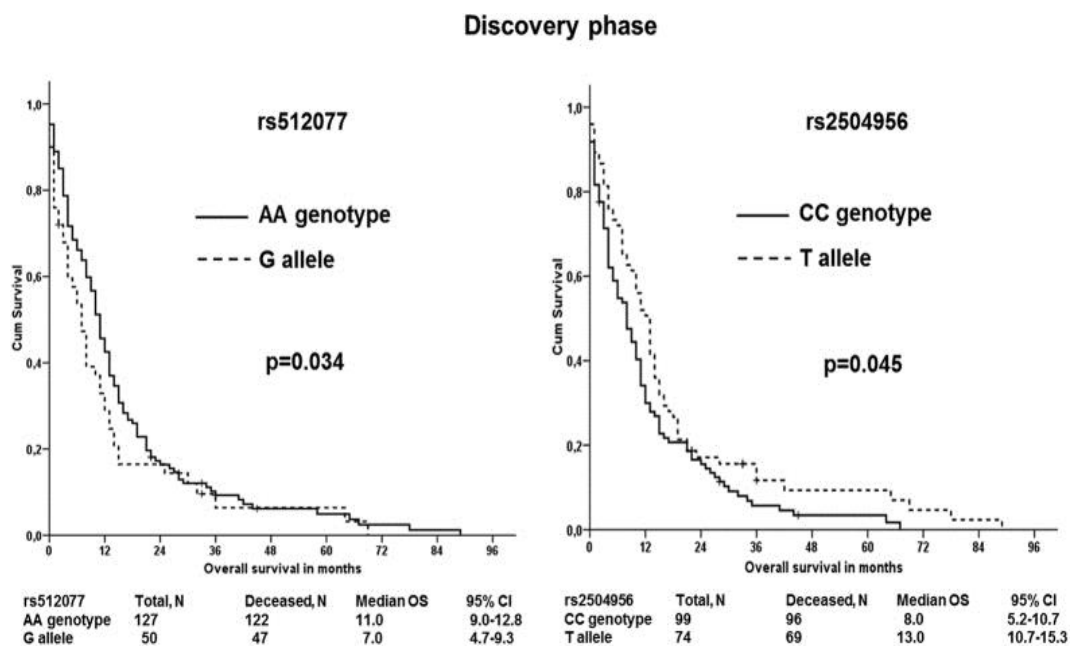 Discovery phase
rs512077
AA genotype
G allele
p=0.034
Cum Survival
1,0
0,8
0,6
0,4
0,2
0,0
0 12 24 36 48 60 72 84 96
Overall survival in months
rs512077 Total, N Deceased, N Median OS 95% CI
AA genotype 127 122 11.0 9.0-12.8
G allele 50 47 7.0 4.7-9.3
rs2504956
CC genotype
T allele
p=0.045
Cum Survival
1,0
0,8
0,6
0,4
0,2
0,0
0 12 24 36 48 60 72 84 96
Overall survival in months
rs2504956 Total, N Deceased, N Median OS 95% CI
CC genotype 99 96 8.0 5.2-10.7
T allele 74 69 13.0 10.7-15.3